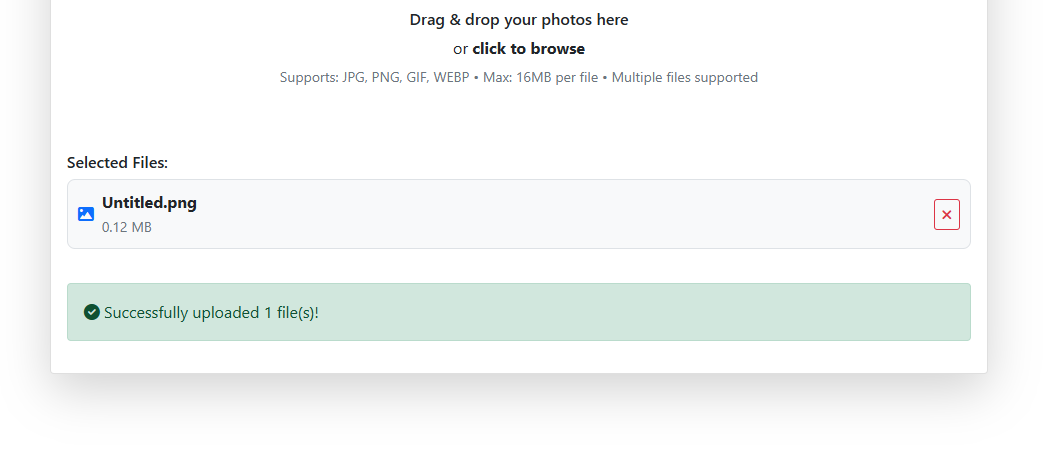 Drag & drop your photos here
or click to browse
Supports: JPG, PNG, GIF, WEBP • Max: 16MB per file • Multiple files supported
Selected Files:
Untitled.png
0.12 MB
Successfully uploaded 1 file(s)!